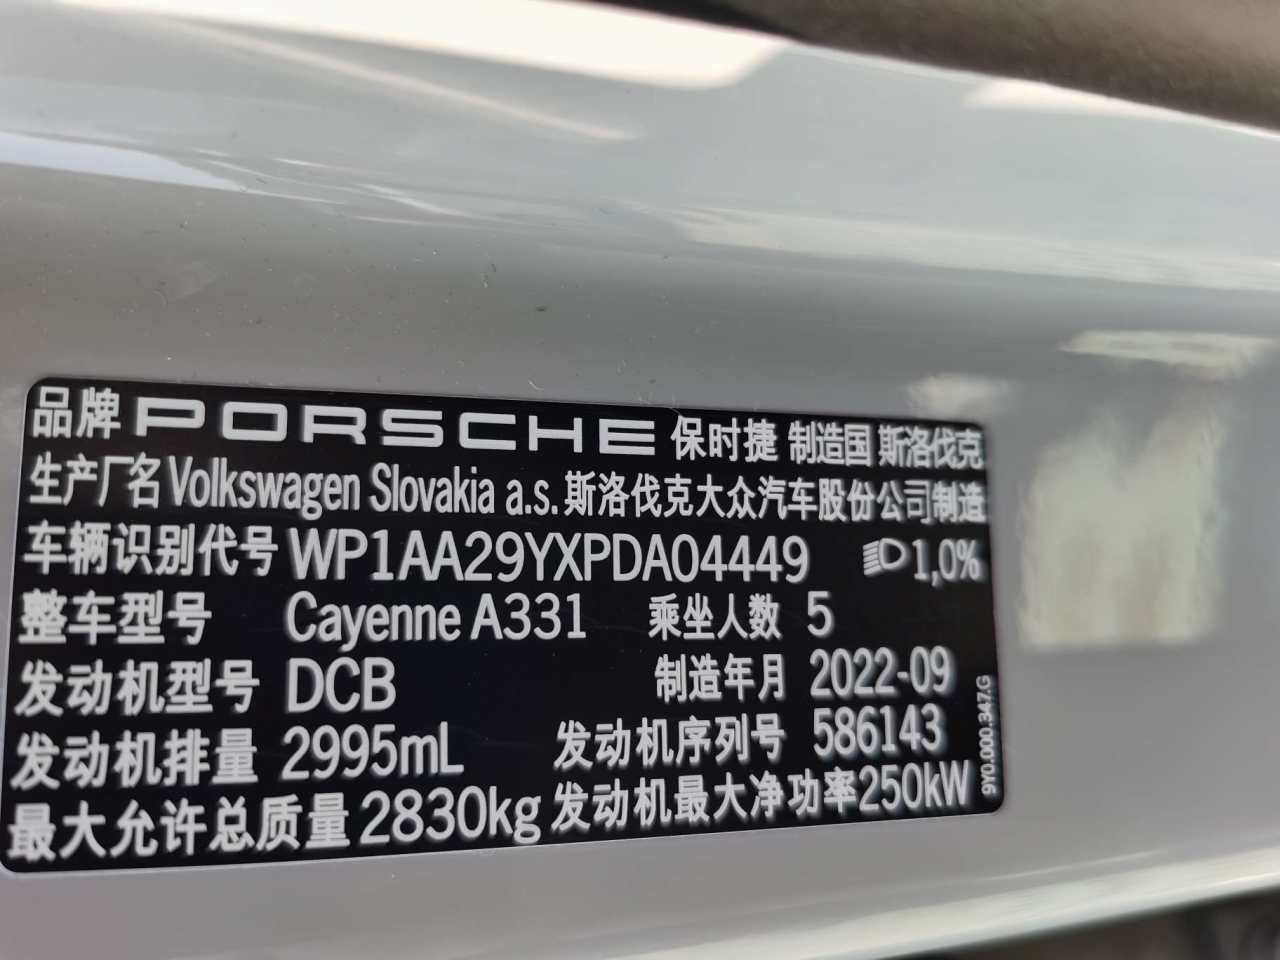 品牌 PORSCHE 保时捷 制造国 斯洛伐克
生产厂名 Volkswagen Slovakia a.s. 斯洛伐克大众汽车股份公司制造
车辆识别代号 WP1AA29YXPDA04449 1,0%
整车型号 Cayenne A331 乘坐人数 5
发动机型号 DCB 制造年月 2022-09
发动机排量 2995mL 发动机序列号 586143
最大允许总质量 2830kg 发动机最大净功率 250kW
9Y0.000.347.G